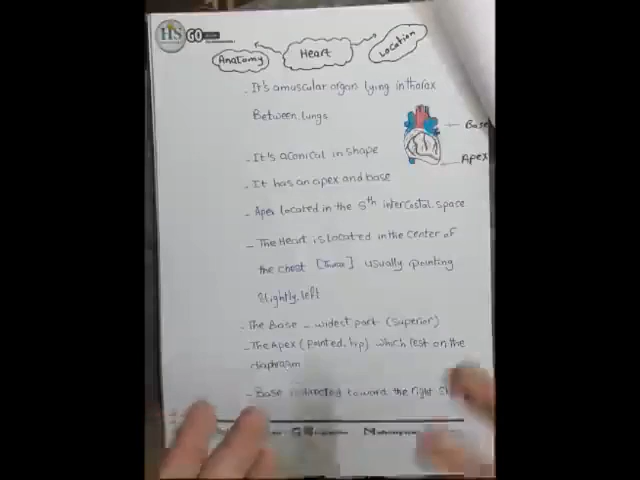 HS GO
Anatomy Heart Location
. It's amuscular organ lying in thorax
Between lungs
Base
- It's aconical in shape
Apex
. It has an apex and base
- Apex located in the 5th intercostal space
- The Heart is located in the center of
the chest [Thorax] usually pointing
slightly left
- The Base - widest part (superior)
- The Apex (pointed tip) which rest on the
diaphragm
- Base is directed toward the right